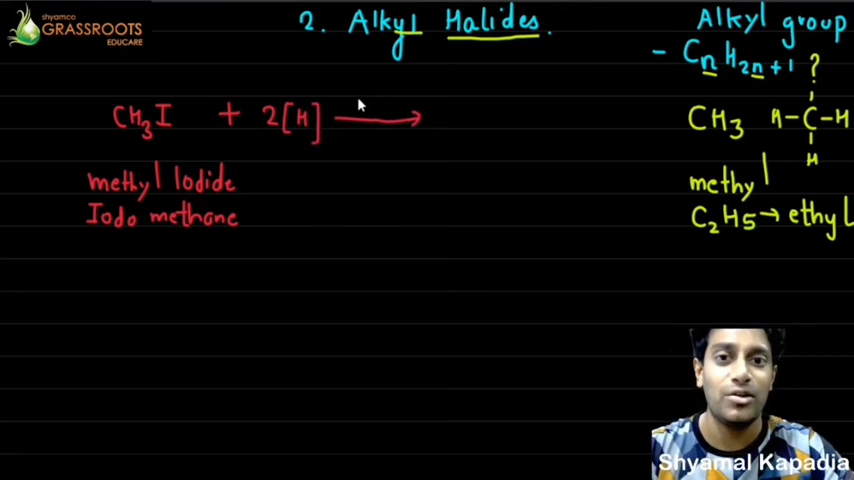 shyamco
GRASSROOTS
EDUCARE
2. Alkyl Halides.
Alkyl group
- CnH2n+1 ?
CH3I + 2[H] ⟶
CH3 H-C-H
H
methyl Iodide
methyl
Iodo methane
C2H5→ ethyl
Shyamal Kapadia